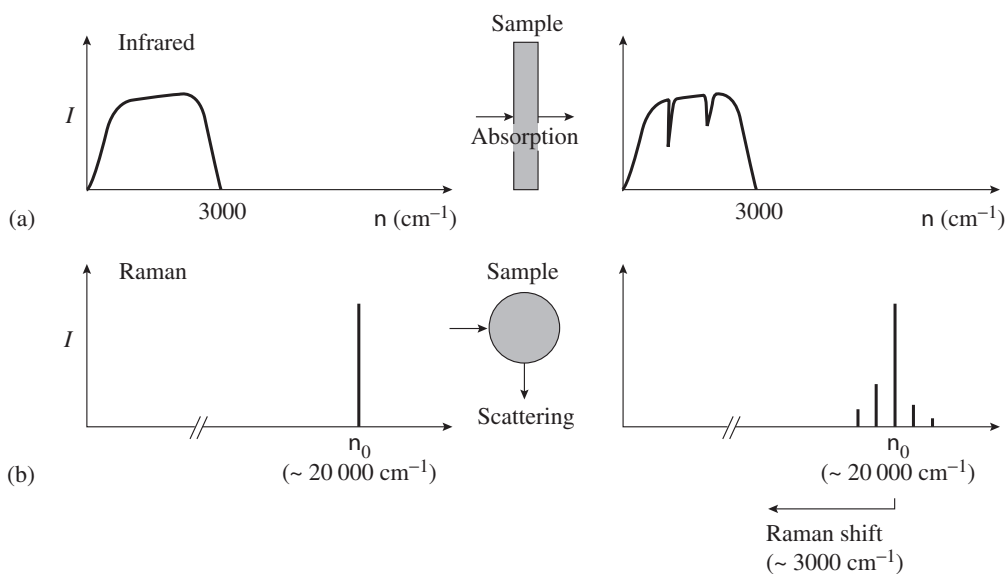 Infrared
I
3000
n (cm⁻¹)
(a)
Sample
Absorption
3000
n (cm⁻¹)
Raman
I
n₀
(~ 20 000 cm⁻¹)
(b)
Sample
Scattering
n₀
(~ 20 000 cm⁻¹)
Raman shift
(~ 3000 cm⁻¹)